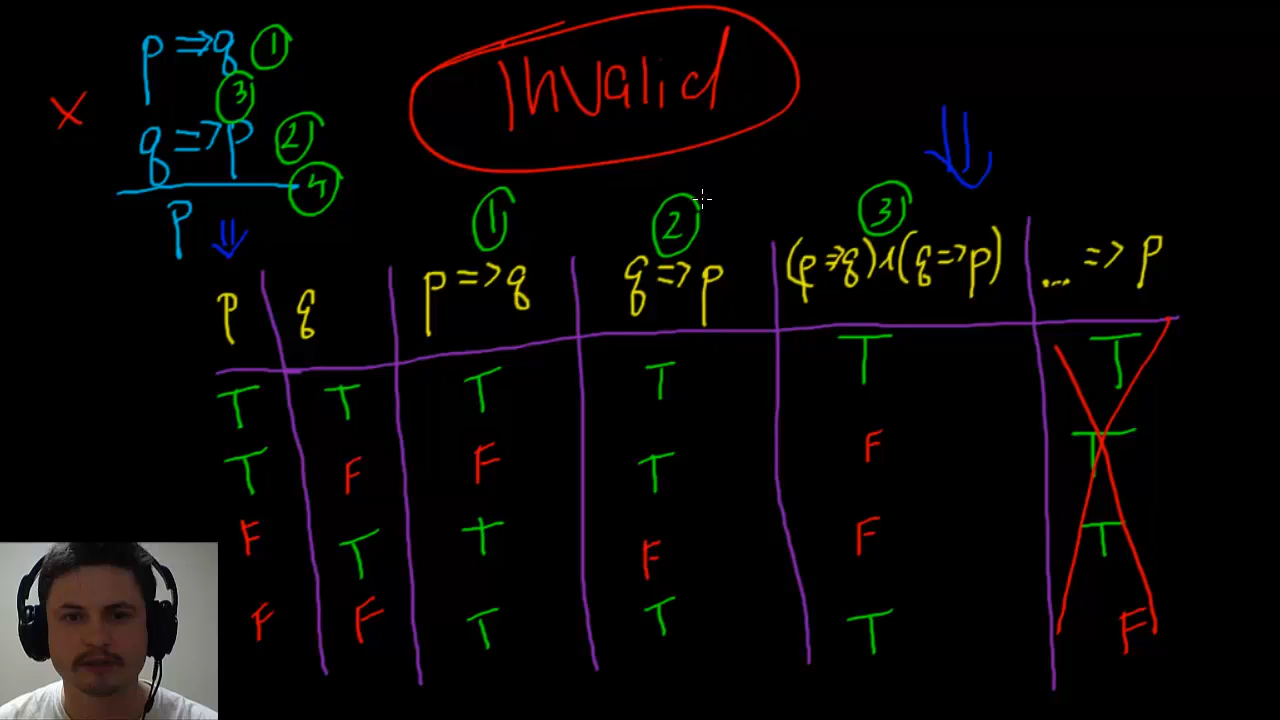 p => q ①
③
X
q => p ②
④
p
Invalid
⇓
⇓
① ② ③
p q p => q q => p (p => q) ∧ (q => p) ... => p
T T T T T T
T F F T F T
F T T F F T
F F T T T F